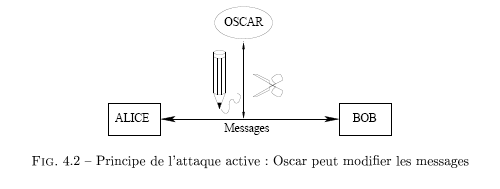 OSCAR
ALICE
BOB
Messages
FIG. 4.2 – Principe de l'attaque active : Oscar peut modifier les messages